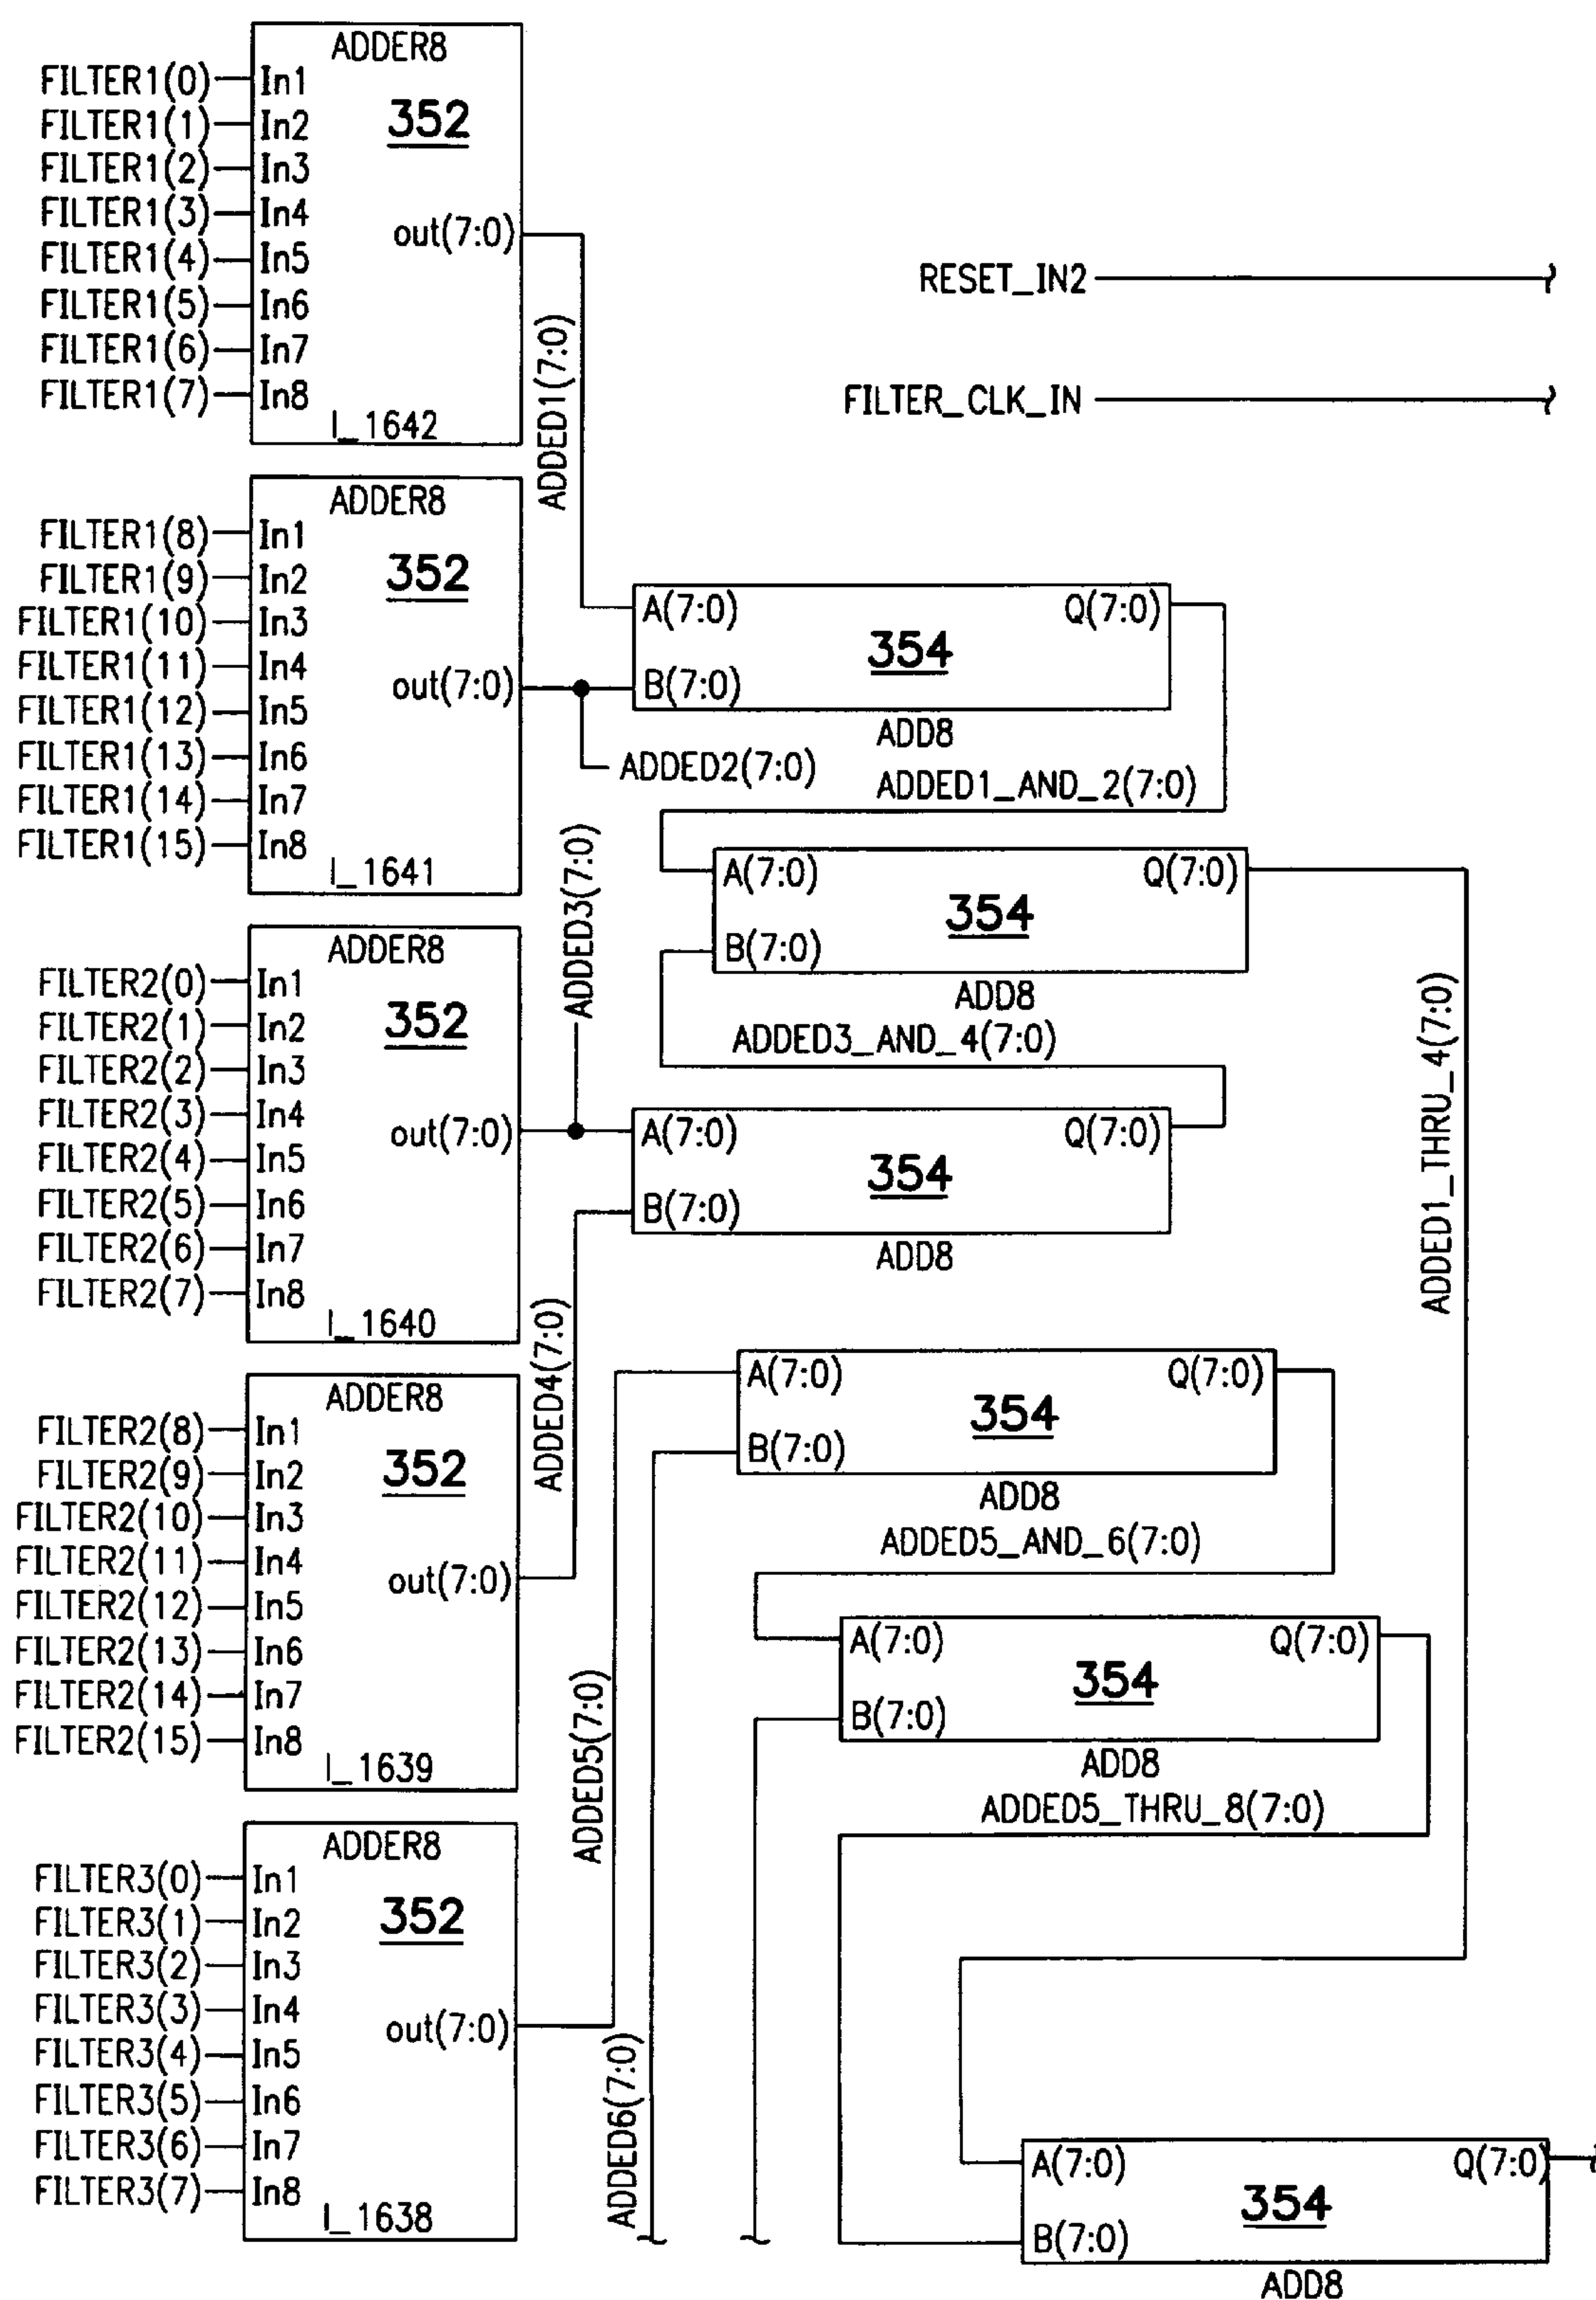 ADDER8
352
FILTER1(0) In1
FILTER1(1) In2
FILTER1(2) In3
FILTER1(3) In4
FILTER1(4) In5
FILTER1(5) In6
FILTER1(6) In7
FILTER1(7) In8
out(7:0)
I_1642
ADDED1(7:0)
RESET_IN2
FILTER_CLK_IN
ADDER8
352
FILTER1(8) In1
FILTER1(9) In2
FILTER1(10) In3
FILTER1(11) In4
FILTER1(12) In5
FILTER1(13) In6
FILTER1(14) In7
FILTER1(15) In8
out(7:0)
I_1641
A(7:0) Q(7:0)
354
B(7:0)
ADD8
ADDED2(7:0)
ADDED1_AND_2(7:0)
ADDED3(7:0)
A(7:0) Q(7:0)
354
B(7:0)
ADD8
ADDED3_AND_4(7:0)
ADDED1_THRU_4(7:0)
ADDER8
352
FILTER2(0) In1
FILTER2(1) In2
FILTER2(2) In3
FILTER2(3) In4
FILTER2(4) In5
FILTER2(5) In6
FILTER2(6) In7
FILTER2(7) In8
out(7:0)
I_1640
A(7:0) Q(7:0)
354
B(7:0)
ADD8
ADDED4(7:0)
ADDER8
352
FILTER2(8) In1
FILTER2(9) In2
FILTER2(10) In3
FILTER2(11) In4
FILTER2(12) In5
FILTER2(13) In6
FILTER2(14) In7
FILTER2(15) In8
out(7:0)
I_1639
A(7:0) Q(7:0)
354
B(7:0)
ADD8
ADDED5_AND_6(7:0)
ADDED5(7:0)
A(7:0) Q(7:0)
354
B(7:0)
ADD8
ADDED5_THRU_8(7:0)
ADDER8
352
FILTER3(0) In1
FILTER3(1) In2
FILTER3(2) In3
FILTER3(3) In4
FILTER3(4) In5
FILTER3(5) In6
FILTER3(6) In7
FILTER3(7) In8
out(7:0)
I_1638
ADDED6(7:0)
A(7:0) Q(7:0)
354
B(7:0)
ADD8